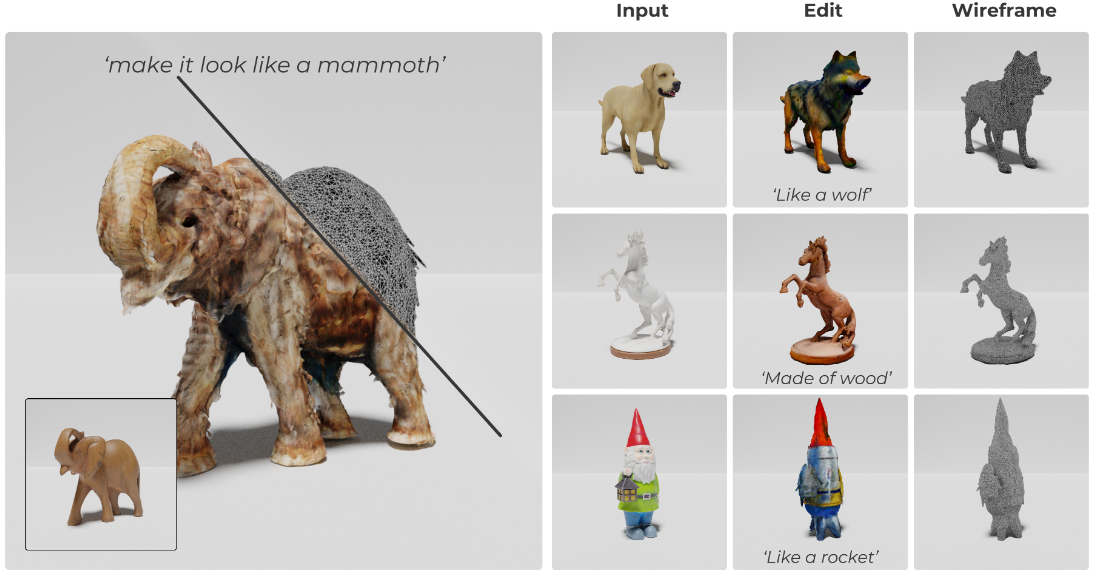 Input
Edit
Wireframe
‘make it look like a mammoth’
‘Like a wolf’
‘Made of wood’
‘Like a rocket’